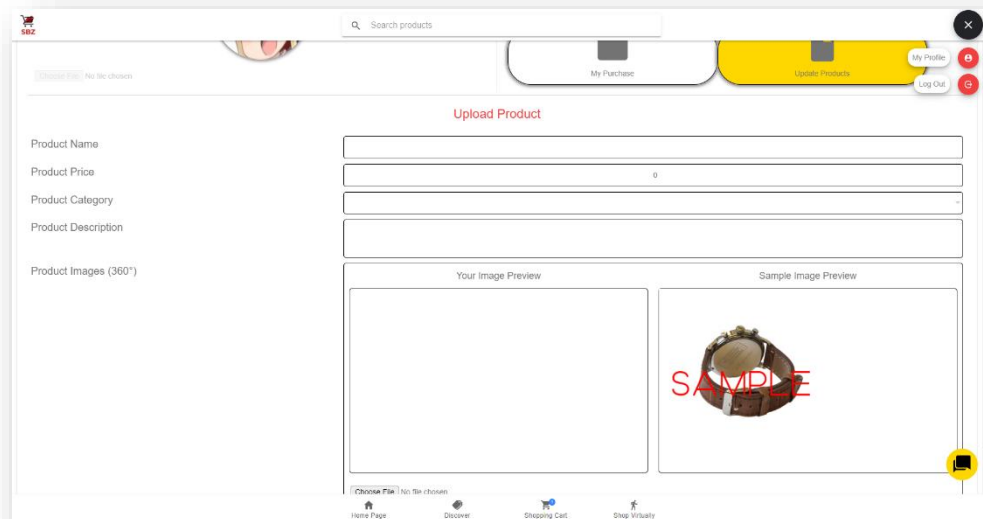 SBZ
Search products
Choose File No file chosen
My Purchase
Update Products
My Profile
Log Out
Upload Product
Product Name
Product Price
0
Product Category
Product Description
Product Images (360°)
Your Image Preview
Sample Image Preview
SAMPLE
Choose File No file chosen
Home Page
Discover
Shopping Cart
Shop Virtually